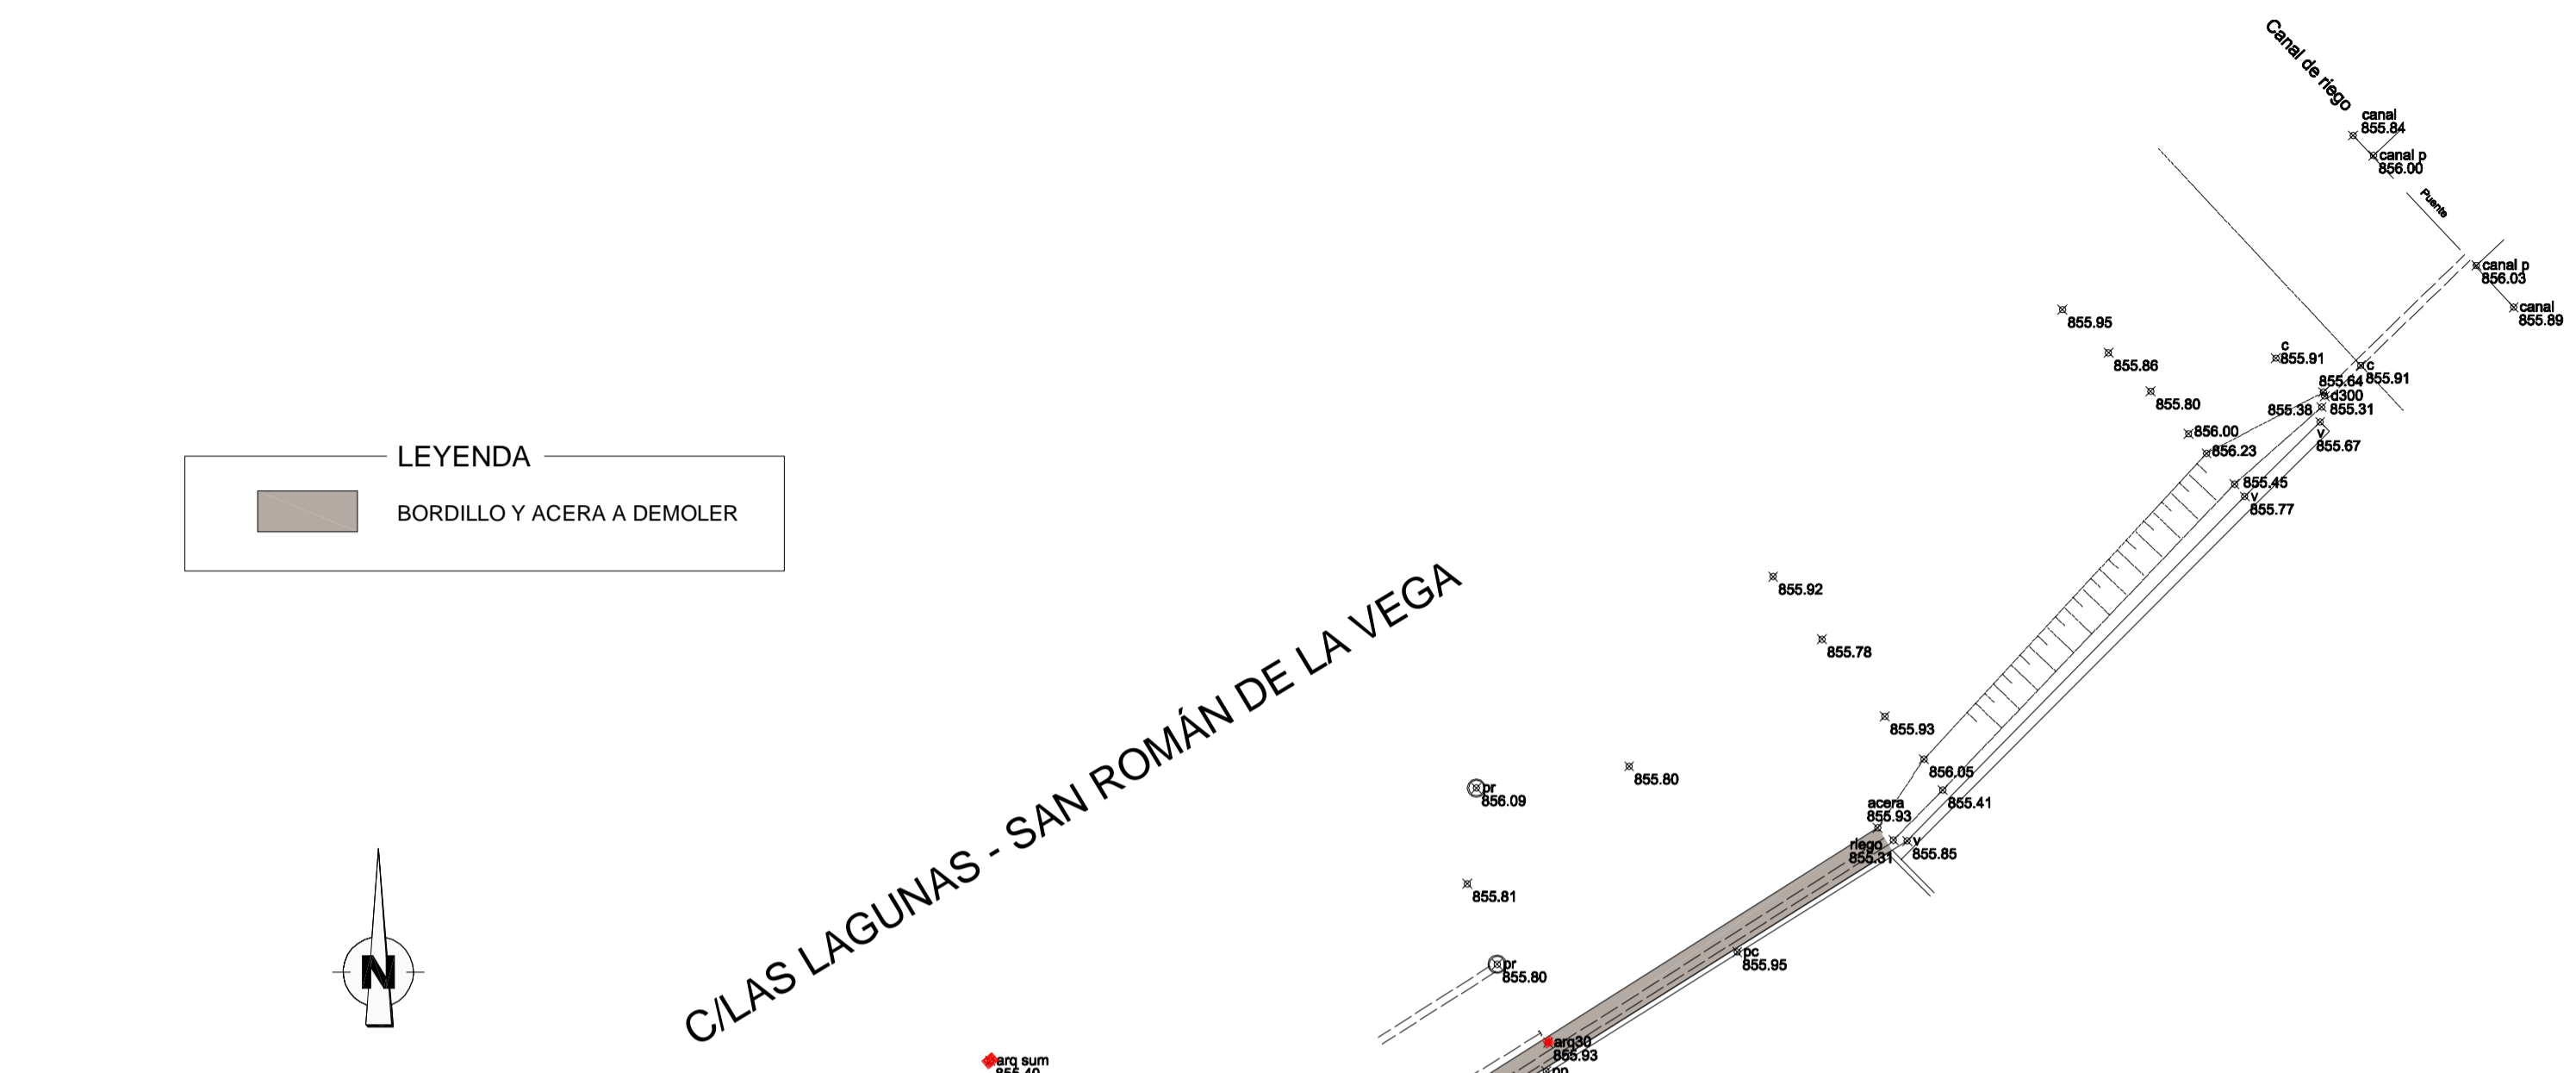 Canal de riego
canal
855.84
canal p
856.00
Puente
canal p
856.03
canal
855.89
855.95
855.86
855.80
c
855.91
c
855.91
855.64
d300
855.38
855.31
v
855.67
856.00
856.23
855.45
v
855.77
LEYENDA
BORDILLO Y ACERA A DEMOLER
C/LAS LAGUNAS - SAN ROMÁN DE LA VEGA
855.92
855.78
855.93
856.05
855.41
855.80
pr
856.09
acera
855.93
riego
855.31
v
855.85
855.81
pc
855.95
pr
855.80
N
arq30
855.93
arq sum
855.40
pp